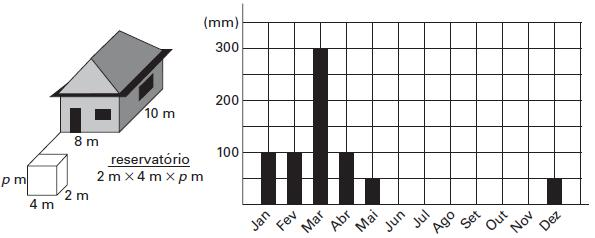 (mm)
300
200
100
10 m
8 m
reservatório
2 m × 4 m × p m
p m
2 m
4 m
Jan Fev Mar Abr Mai Jun Jul Ago Set Out Nov Dez